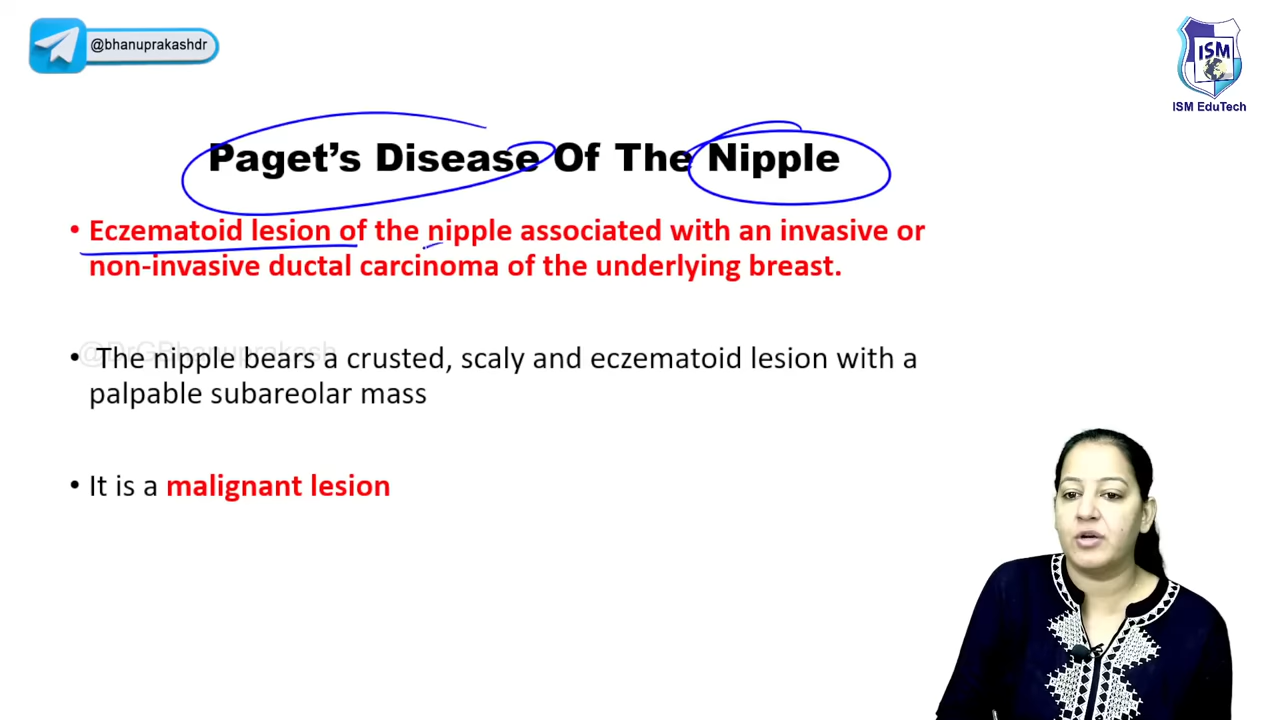 @bhanuprakashdr
ISM
ISM EduTech
Paget's Disease Of The Nipple
• Eczematoid lesion of the nipple associated with an invasive or
non-invasive ductal carcinoma of the underlying breast.
@DrGBhanuprakash
• The nipple bears a crusted, scaly and eczematoid lesion with a
palpable subareolar mass
• It is a malignant lesion